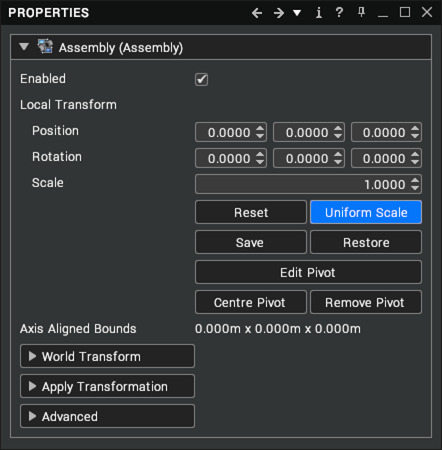 PROPERTIES
Assembly (Assembly)
Enabled
Local Transform
Position 0.0000 0.0000 0.0000
Rotation 0.0000 0.0000 0.0000
Scale 1.0000
Reset Uniform Scale
Save Restore
Edit Pivot
Centre Pivot Remove Pivot
Axis Aligned Bounds 0.000m x 0.000m x 0.000m
World Transform
Apply Transformation
Advanced